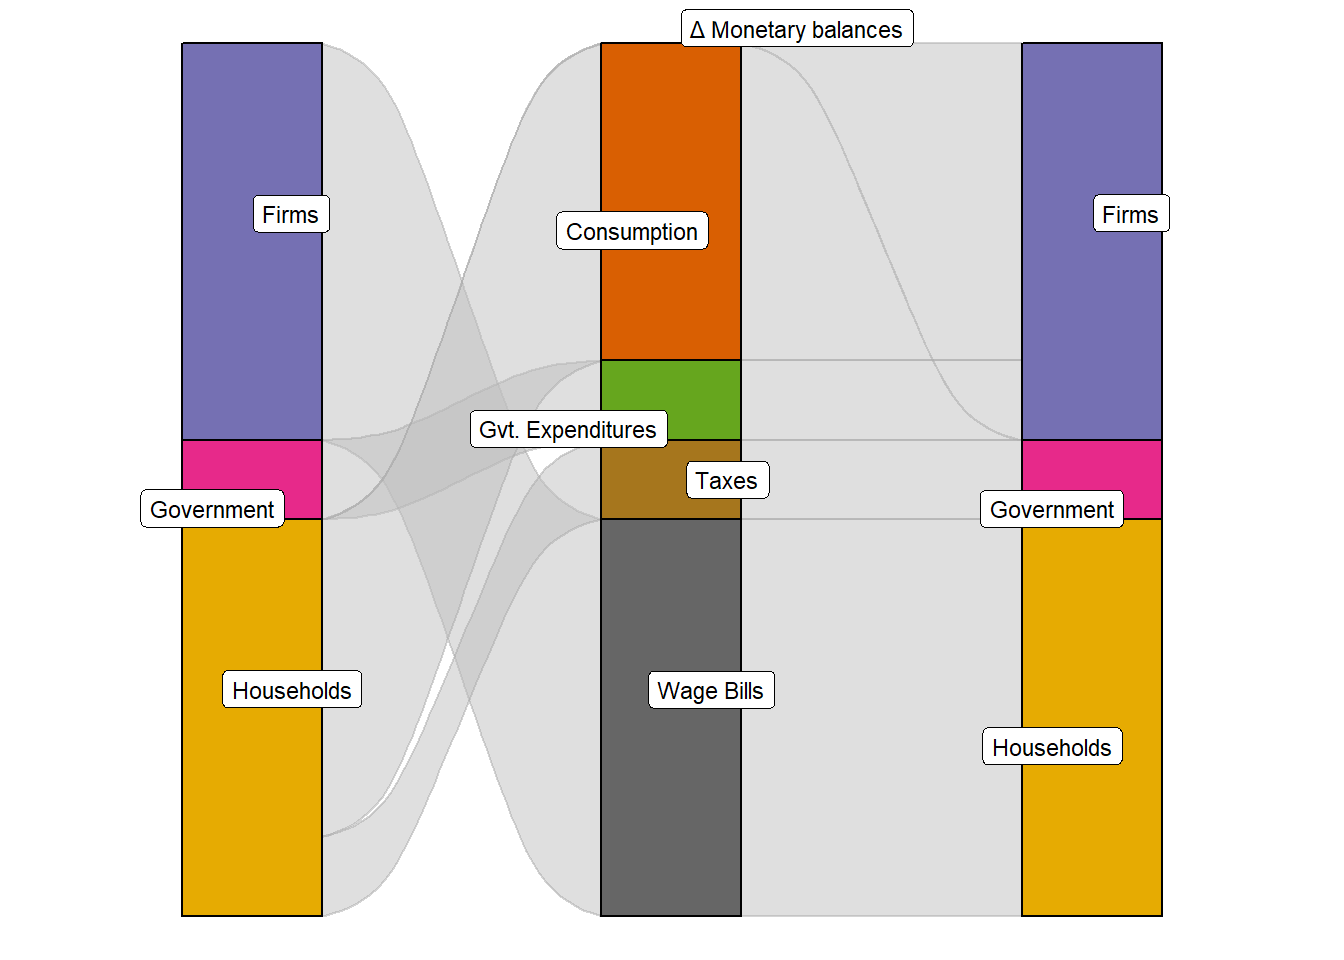 Δ Monetary balances
Firms
Firms
Consumption
Gvt. Expenditures
Taxes
Government
Government
Households
Wage Bills
Households